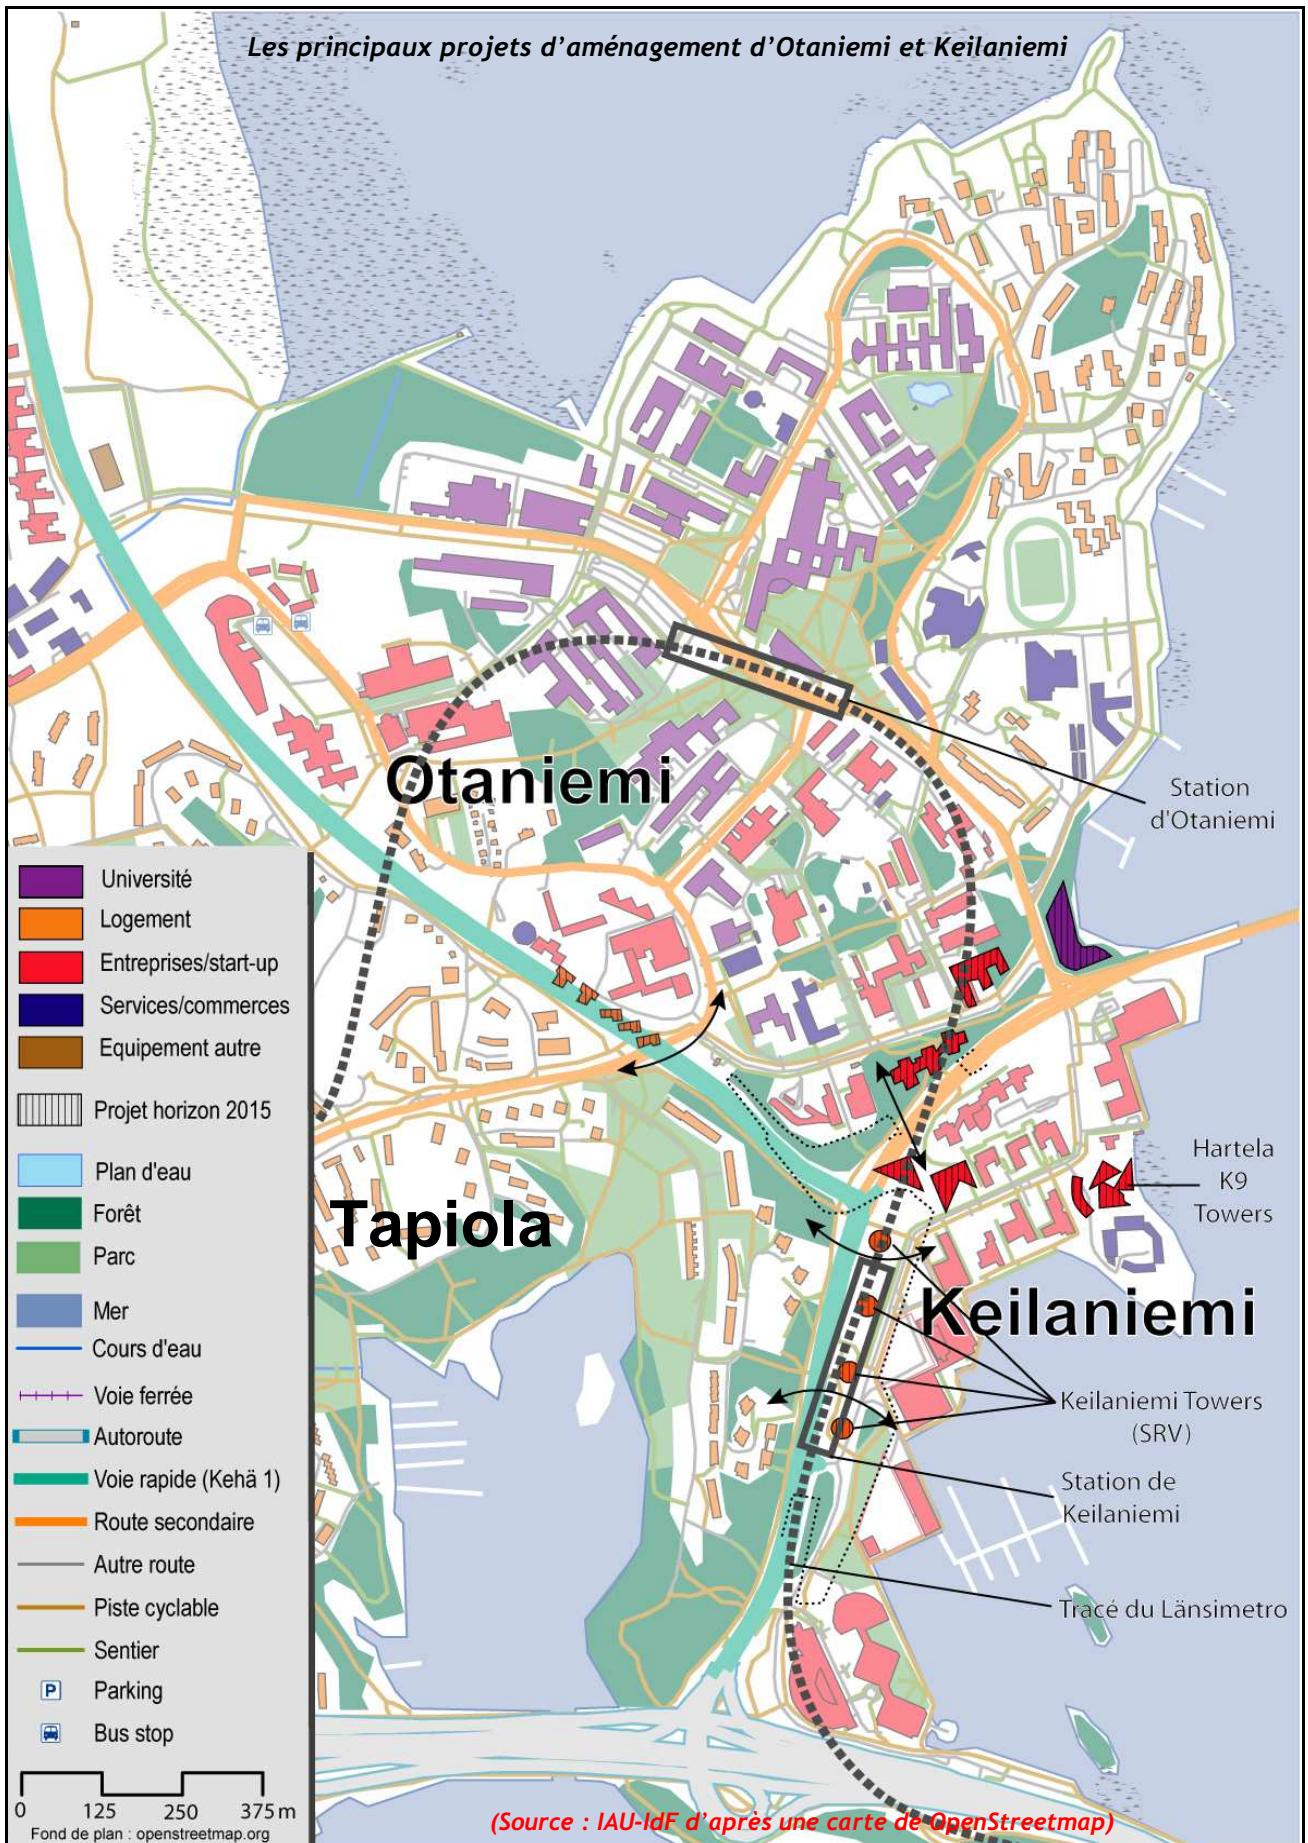 Les principaux projets d'aménagement d'Otaniemi et Keilaniemi
Otaniemi
Station
d'Otaniemi
Université
Logement
Entreprises/start-up
Services/commerces
Equipement autre
Projet horizon 2015
Plan d'eau
Forêt
Parc
Mer
Cours d'eau
Voie ferrée
Autoroute
Voie rapide (Kehä 1)
Route secondaire
Autre route
Piste cyclable
Sentier
P Parking
Bus stop
0 125 250 375 m
Fond de plan : openstreetmap.org
Hartela
K9
Towers
Tapiola
Keilaniemi
Keilaniemi Towers
(SRV)
Station de
Keilaniemi
Tracé du Länsimetro
(Source : IAU-IdF d'après une carte de OpenStreetmap)